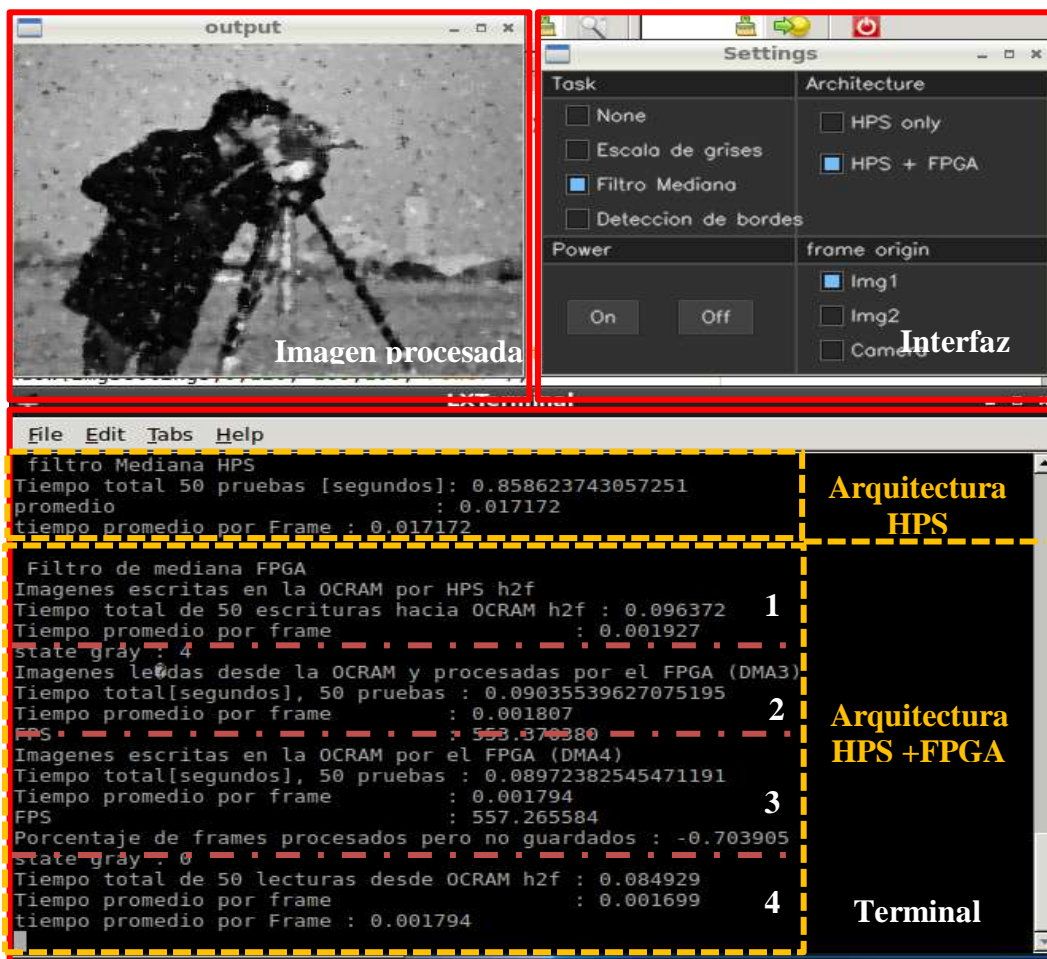 output
Imagen procesada
Settings
Task
Architecture
None
Escala de grises
Filtro Mediana
Deteccion de bordes
HPS only
HPS + FPGA
Power
frame origin
On Off
Img1
Img2
Camera
Interfaz
LXTerminal
File Edit Tabs Help
filtro Mediana HPS
Tiempo total 50 pruebas [segundos]: 0.858623743057251
promedio : 0.017172
tiempo promedio por Frame : 0.017172
Arquitectura
HPS
Filtro de mediana FPGA
Imagenes escritas en la OCRAM por HPS h2f
Tiempo total de 50 escrituras hacia OCRAM h2f : 0.096372
Tiempo promedio por frame : 0.001927
1
state gray : 4
Imagenes le�das desde la OCRAM y procesadas por el FPGA (DMA3)
Tiempo total[segundos], 50 pruebas : 0.09035539627075195
Tiempo promedio por frame : 0.001807
FPS : 553.370380
2
Imagenes escritas en la OCRAM por el FPGA (DMA4)
Tiempo total[segundos], 50 pruebas : 0.08972382545471191
Tiempo promedio por frame : 0.001794
FPS : 557.265584
Porcentaje de frames procesados pero no guardados : -0.703905
3
state gray : 0
Tiempo total de 50 lecturas desde OCRAM h2f : 0.084929
Tiempo promedio por frame : 0.001699
tiempo promedio por Frame : 0.001794
4
Arquitectura
HPS +FPGA
Terminal